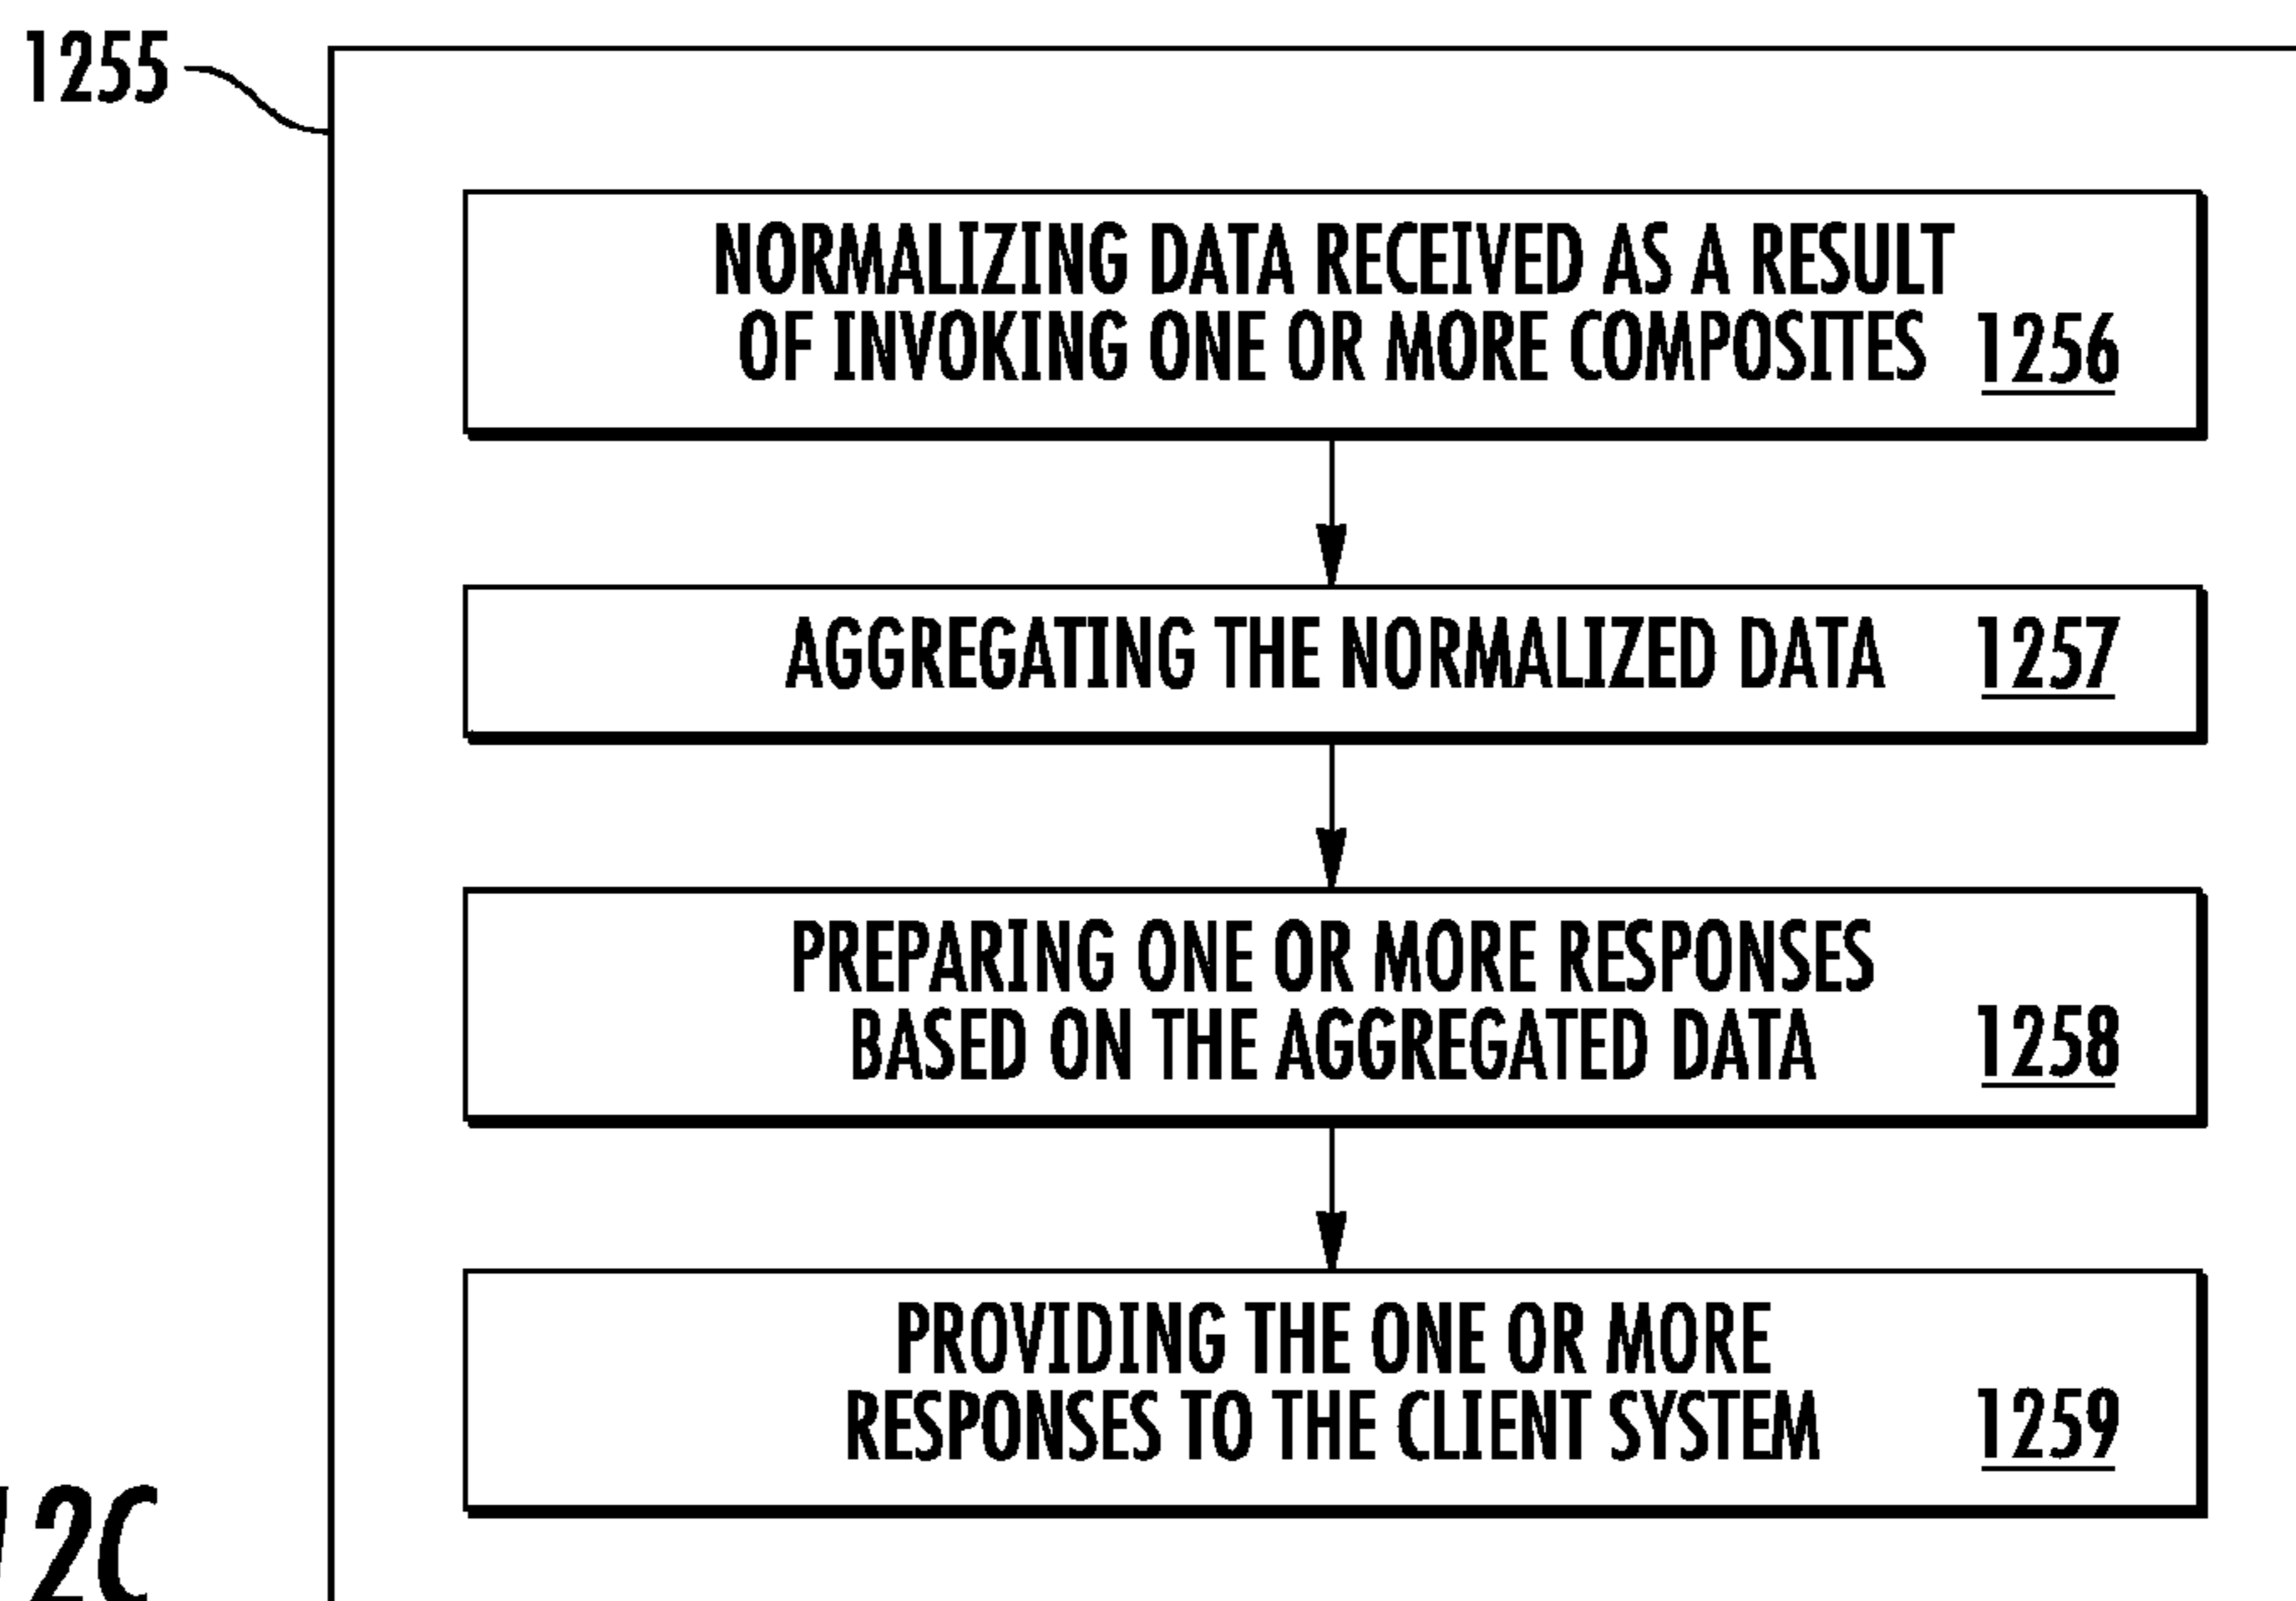 1255
NORMALIZING DATA RECEIVED AS A RESULT
OF INVOKING ONE OR MORE COMPOSITES 1256
AGGREGATING THE NORMALIZED DATA 1257
PREPARING ONE OR MORE RESPONSES
BASED ON THE AGGREGATED DATA 1258
PROVIDING THE ONE OR MORE
RESPONSES TO THE CLIENT SYSTEM 1259
2C